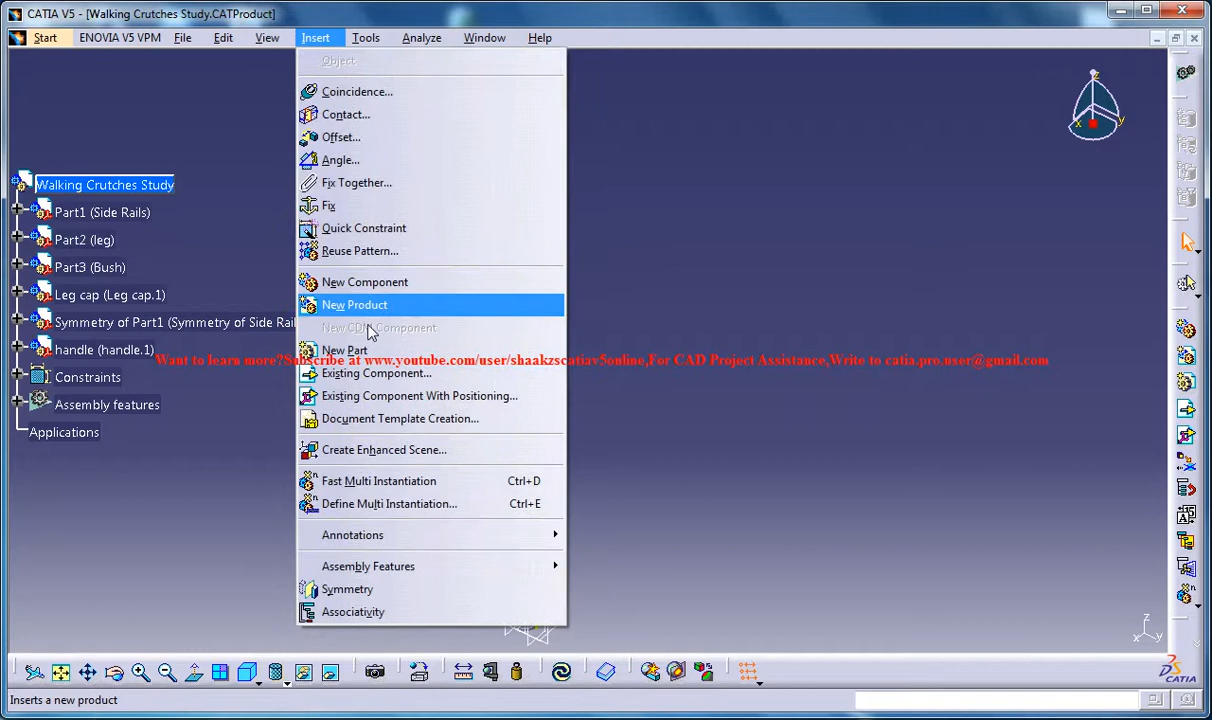 CATIA V5 - [Walking Crutches Study.CATProduct]
Start ENOVIA V5 VPM File Edit View Insert Tools Analyze Window Help
Object
Coincidence...
Contact...
Offset...
Angle...
Fix Together...
Fix
Quick Constraint
Reuse Pattern...
New Component
New Product
New CDM Component
New Part
Existing Component...
Existing Component With Positioning...
Document Template Creation...
Create Enhanced Scene...
Fast Multi Instantiation Ctrl+D
Define Multi Instantiation... Ctrl+E
Annotations
Assembly Features
Symmetry
Associativity
Walking Crutches Study
Part1 (Side Rails)
Part2 (leg)
Part3 (Bush)
Leg cap (Leg cap.1)
Symmetry of Part1 (Symmetry of Side Rai
handle (handle.1)
Constraints
Assembly features
Applications
Want to learn more?Subscribe at www.youtube.com/user/shaakzscatiav5online,For CAD Project Assistance,Write to catia.pro.user@gmail.com
z
x
y
z
x
y
CATIA
Inserts a new product